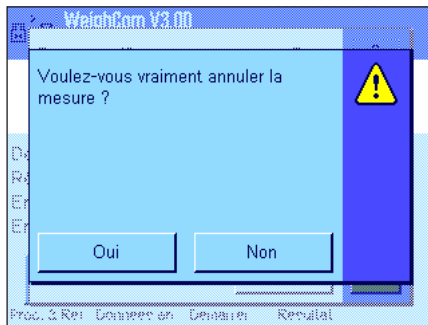 WeighCom V3.00
Voulez-vous vraiment annuler la
mesure ?
Oui
Non